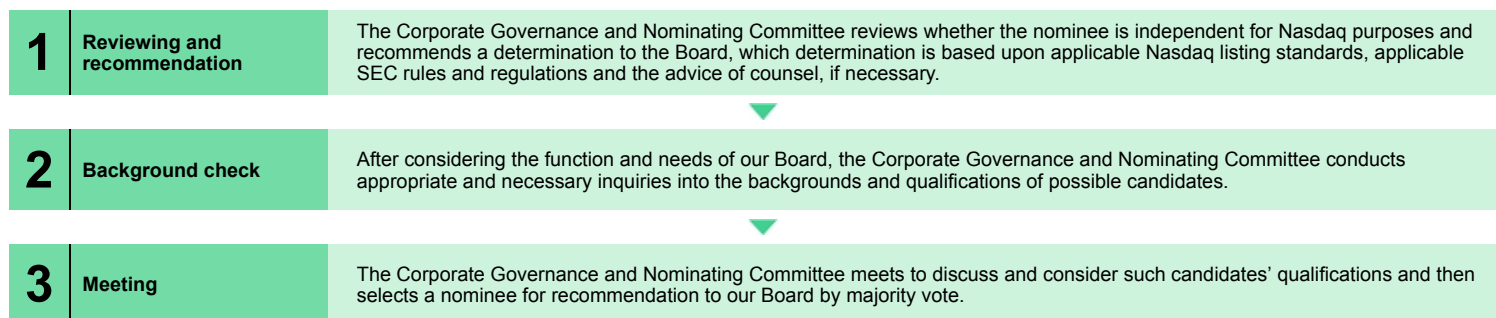 1
Reviewing and
recommendation
The Corporate Governance and Nominating Committee reviews whether the nominee is independent for Nasdaq purposes and
recommends a determination to the Board, which determination is based upon applicable Nasdaq listing standards, applicable
SEC rules and regulations and the advice of counsel, if necessary.
2
Background check
After considering the function and needs of our Board, the Corporate Governance and Nominating Committee conducts
appropriate and necessary inquiries into the backgrounds and qualifications of possible candidates.
3
Meeting
The Corporate Governance and Nominating Committee meets to discuss and consider such candidates’ qualifications and then
selects a nominee for recommendation to our Board by majority vote.